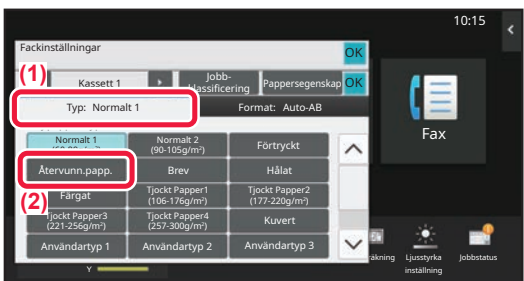 10:15
Fackinställningar
OK
(1)
Kassett 1
Jobb-
klassificering
Pappersegenskap
OK
Typ: Normalt 1
Format: Auto-AB
Normalt 1
Normalt 2
(90-105g/m²)
Förtryckt
Återvunn.papp.
Brev
Hålat
(2)
Färgat
Tjockt Papper1
(106-176g/m²)
Tjockt Papper2
(177-220g/m²)
Tjockt Papper3
(221-256g/m²)
Tjockt Papper4
(257-300g/m²)
Kuvert
Användartyp 1
Användartyp 2
Användartyp 3
Fax
Ljusstyrka
inställning
Jobbstatus
Y